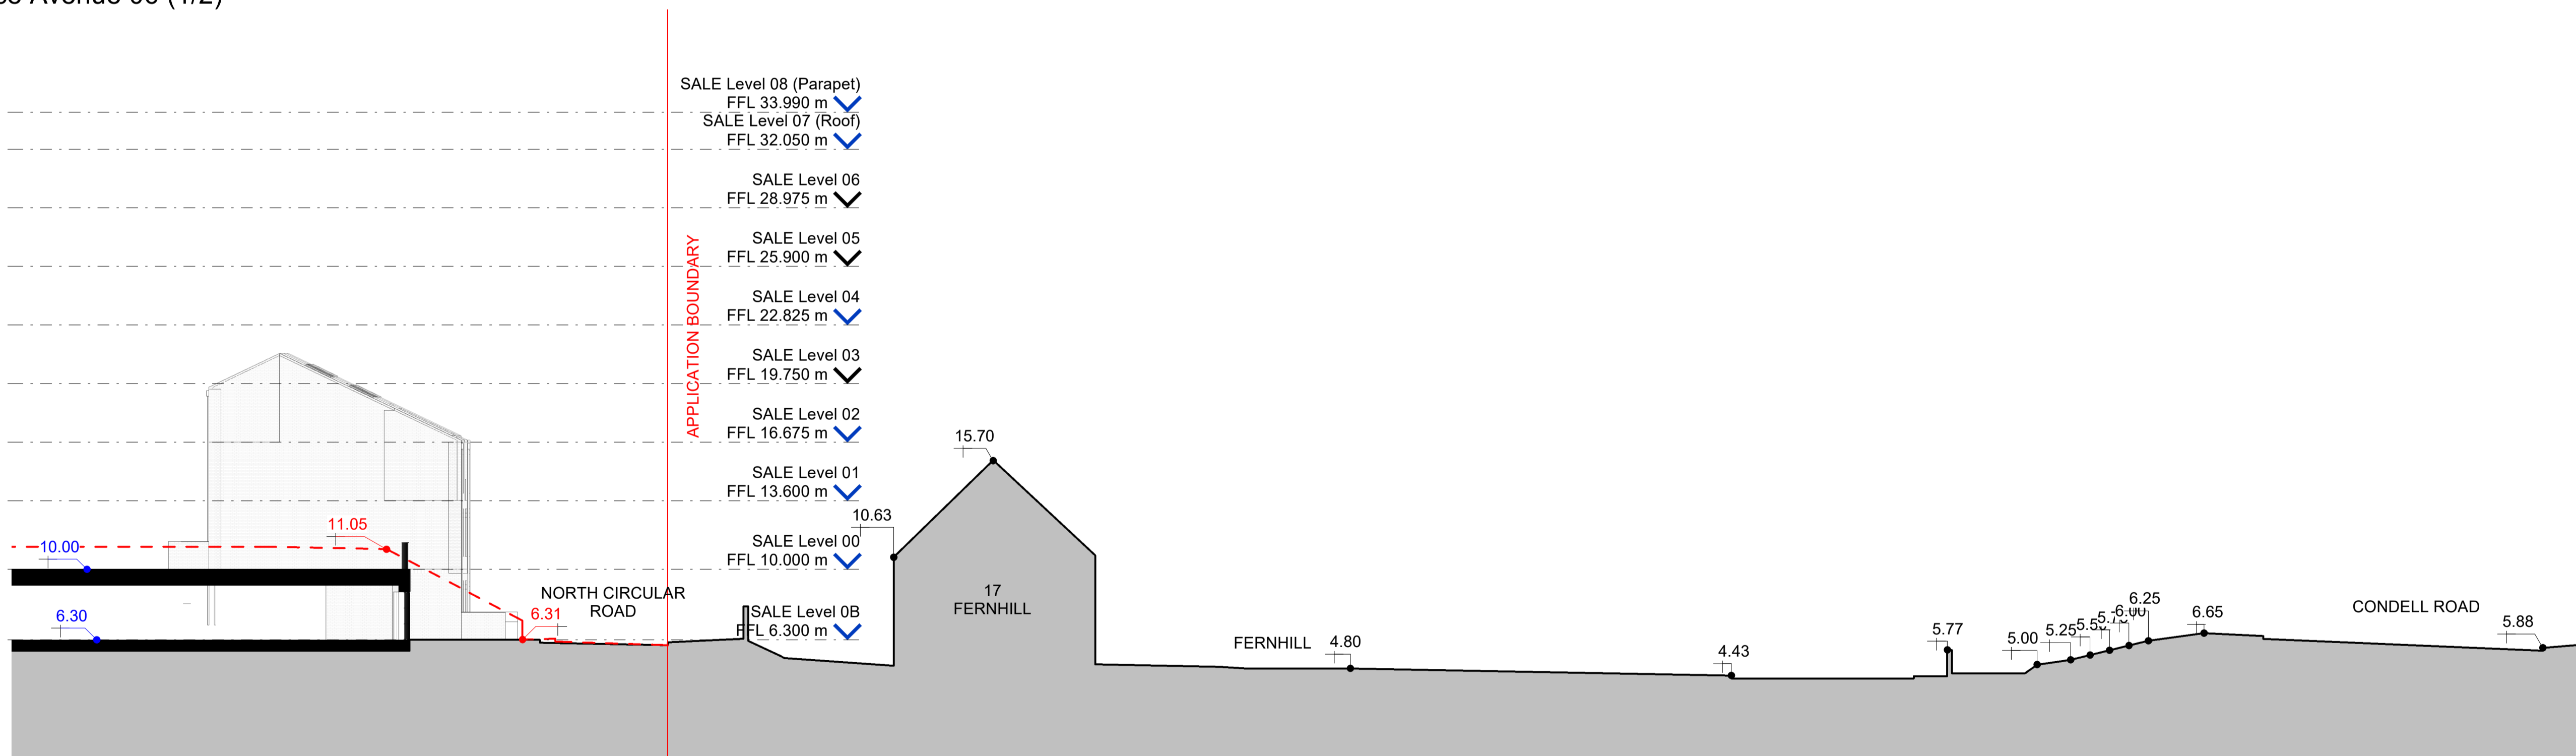 SALE Level 08 (Parapet)
FFL 33.990 m
SALE Level 07 (Roof)
FFL 32.050 m
SALE Level 06
FFL 28.975 m
SALE Level 05
FFL 25.900 m
SALE Level 04
FFL 22.825 m
SALE Level 03
FFL 19.750 m
SALE Level 02
FFL 16.675 m
SALE Level 01
FFL 13.600 m
SALE Level 00
FFL 10.000 m
SALE Level 0B
FFL 6.300 m
APPLICATION BOUNDARY
11.05
10.00
6.30
6.31
NORTH CIRCULAR
ROAD
15.70
10.63
17
FERNHILL
FERNHILL
4.80
4.43
5.77
5.00
5.25
6.00
6.25
6.65
CONDELL ROAD
5.88